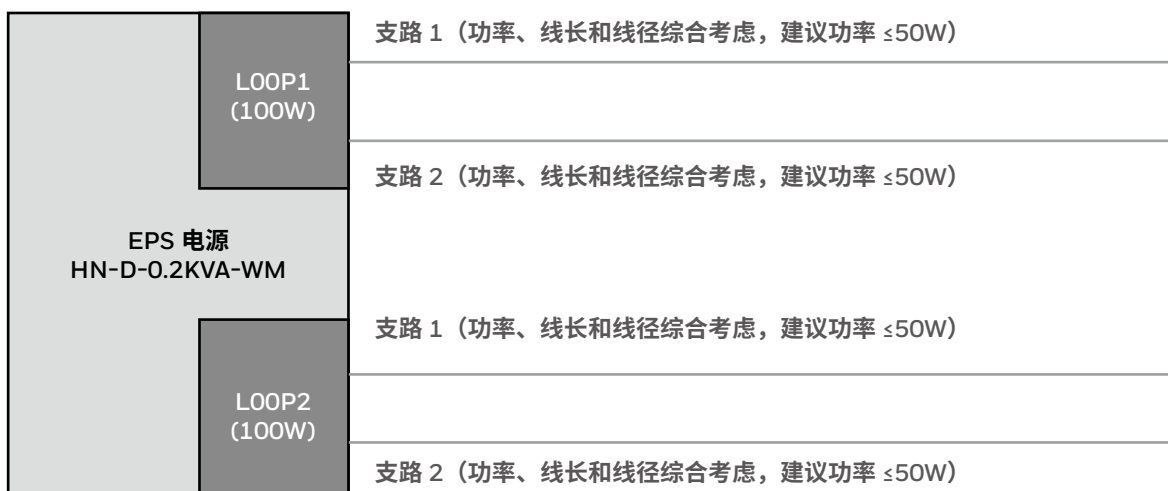 支路 1（功率、线长和线径综合考虑，建议功率 ≤50W）
LOOP1
(100W)
支路 2（功率、线长和线径综合考虑，建议功率 ≤50W）
EPS 电源
HN-D-0.2KVA-WM
支路 1（功率、线长和线径综合考虑，建议功率 ≤50W）
LOOP2
(100W)
支路 2（功率、线长和线径综合考虑，建议功率 ≤50W）